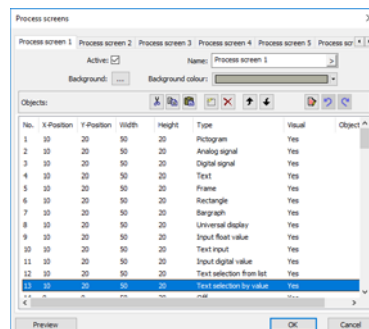 Process screens
Process screen 1 Process screen 2 Process screen 3 Process screen 4 Process screen 5 Process scr
Active: Name: Process screen 1 >
Background: ... Background colour:
Objects:
No. X-Position Y-Position Width Height Type Visual Object
1 10 20 50 20 Pictogram Yes
2 10 20 50 20 Analog signal Yes
3 10 20 50 20 Digital signal Yes
4 10 20 50 20 Text Yes
5 10 20 50 20 Frame Yes
6 10 20 50 20 Rectangle Yes
7 10 20 50 20 Bargraph Yes
8 10 20 50 20 Universal display Yes
9 10 20 50 20 Input float value Yes
10 10 20 50 20 Text input Yes
11 10 20 50 20 Input digital value Yes
12 10 20 50 20 Text selection from list Yes
13 10 20 50 20 Text selection by value Yes
Preview OK Cancel